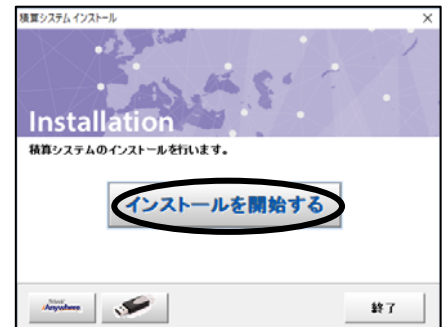 積算システム インストール
Installation
積算システムのインストールを行います。
インストールを開始する
Anywhere
終了